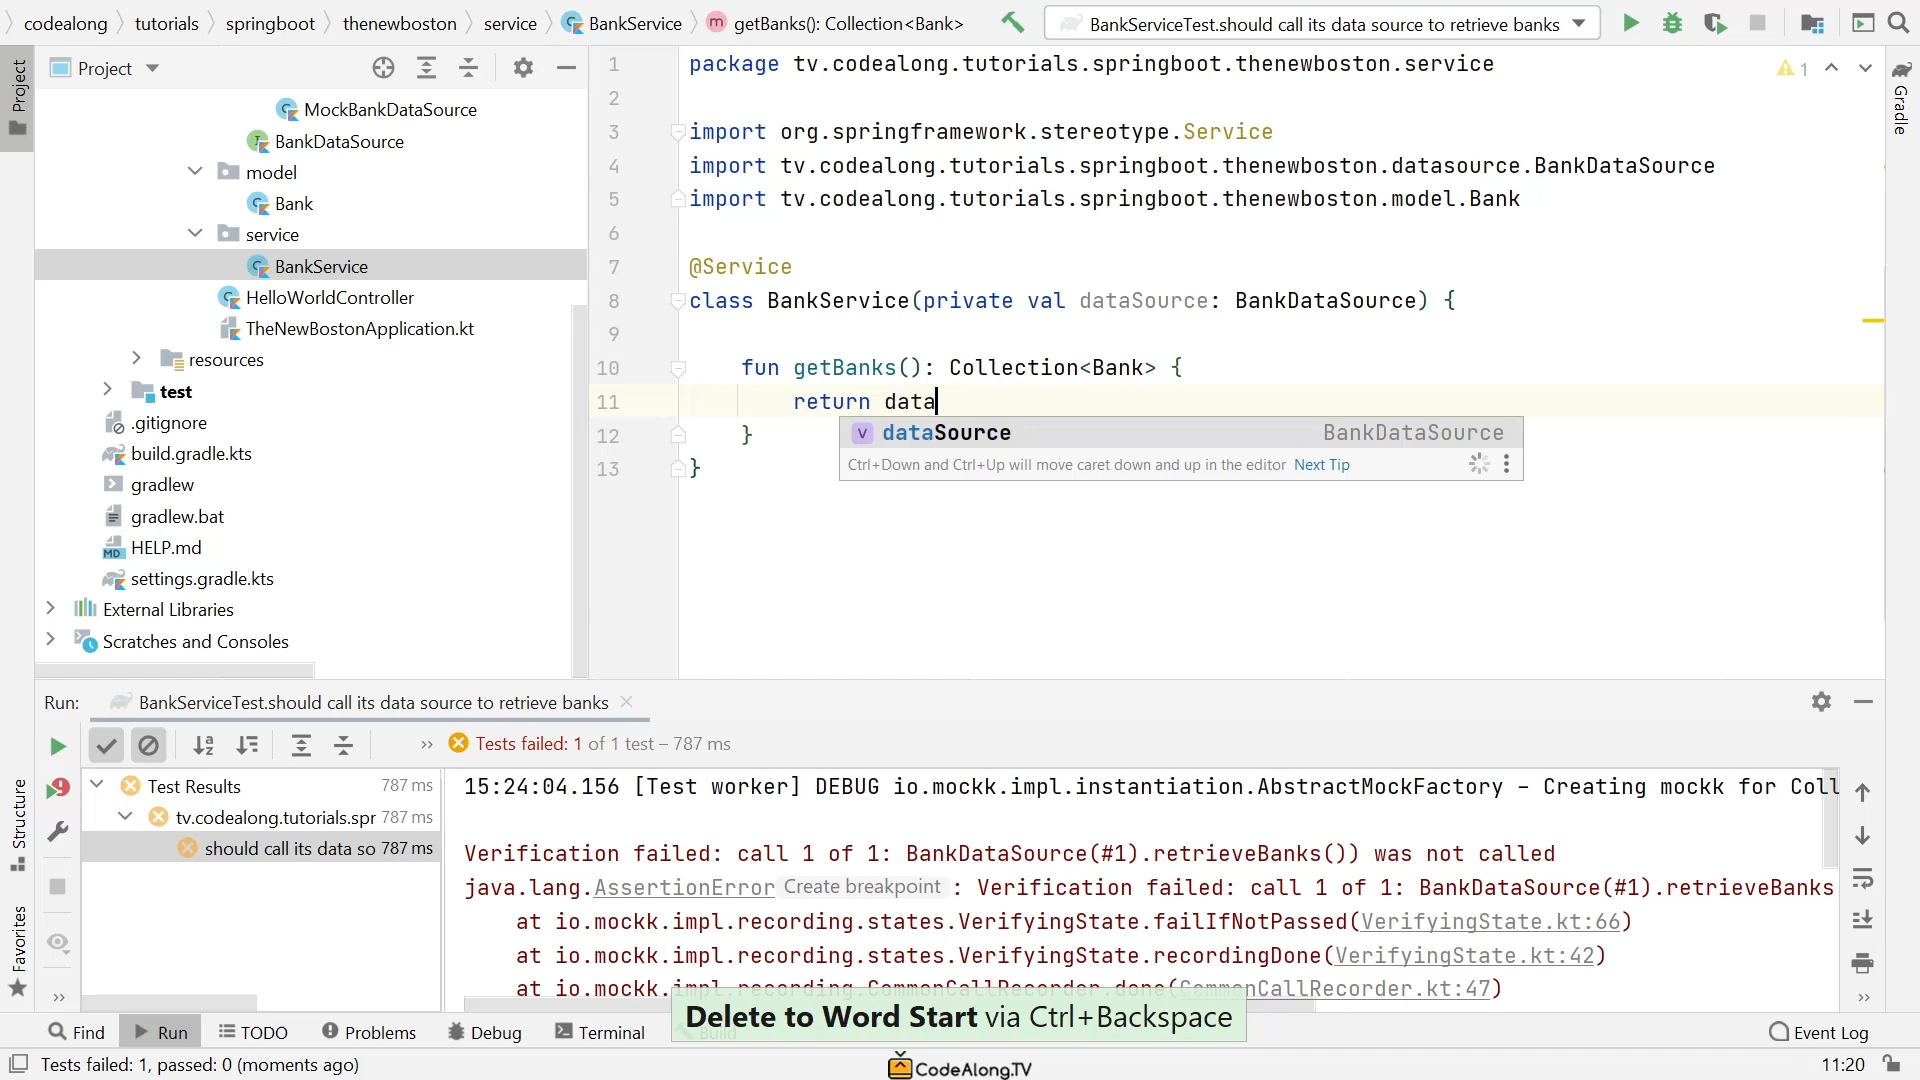 codealong
tutorials
springboot
thenewboston
service
BankService
getBanks(): Collection<Bank>
BankServiceTest.should call its data source to retrieve banks
Project
Project
MockBankDataSource
BankDataSource
model
Bank
service
BankService
HelloWorldController
TheNewBostonApplication.kt
resources
test
.gitignore
build.gradle.kts
gradlew
gradlew.bat
HELP.md
settings.gradle.kts
External Libraries
Scratches and Consoles
1 package tv.codealong.tutorials.springboot.thenewboston.service
2
3 import org.springframework.stereotype.Service
4 import tv.codealong.tutorials.springboot.thenewboston.datasource.BankDataSource
5 import tv.codealong.tutorials.springboot.thenewboston.model.Bank
6
7 @Service
8 class BankService(private val dataSource: BankDataSource) {
9
10 fun getBanks(): Collection<Bank> {
11 return data
12 }
13 }
dataSource BankDataSource
Ctrl+Down and Ctrl+Up will move caret down and up in the editor Next Tip
1
Gradle
Run: BankServiceTest.should call its data source to retrieve banks
Tests failed: 1 of 1 test – 787 ms
Test Results 787 ms
tv.codealong.tutorials.spr 787 ms
should call its data so 787 ms
15:24:04.156 [Test worker] DEBUG io.mockk.impl.instantiation.AbstractMockFactory - Creating mockk for Coll
Verification failed: call 1 of 1: BankDataSource(#1).retrieveBanks()) was not called
java.lang.AssertionError Create breakpoint : Verification failed: call 1 of 1: BankDataSource(#1).retrieveBanks
at io.mockk.impl.recording.states.VerifyingState.failIfNotPassed(VerifyingState.kt:66)
at io.mockk.impl.recording.states.VerifyingState.recordingDone(VerifyingState.kt:42)
at io.mockk.impl.recording.CommonCallRecorder.done(CommonCallRecorder.kt:47)
Delete to Word Start via Ctrl+Backspace
Structure
Favorites
Find
Run
TODO
Problems
Debug
Terminal
Build
Event Log
Tests failed: 1, passed: 0 (moments ago)
CodeAlong.TV
11:20